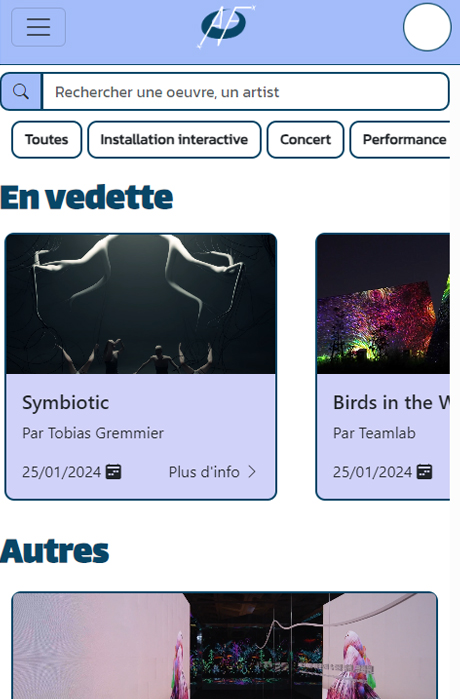 AF
Rechercher une oeuvre, un artist
Toutes
Installation interactive
Concert
Performance
En vedette
Symbiotic
Par Tobias Gremmier
25/01/2024
Plus d'info
Birds in the W
Par Teamlab
25/01/2024
Autres